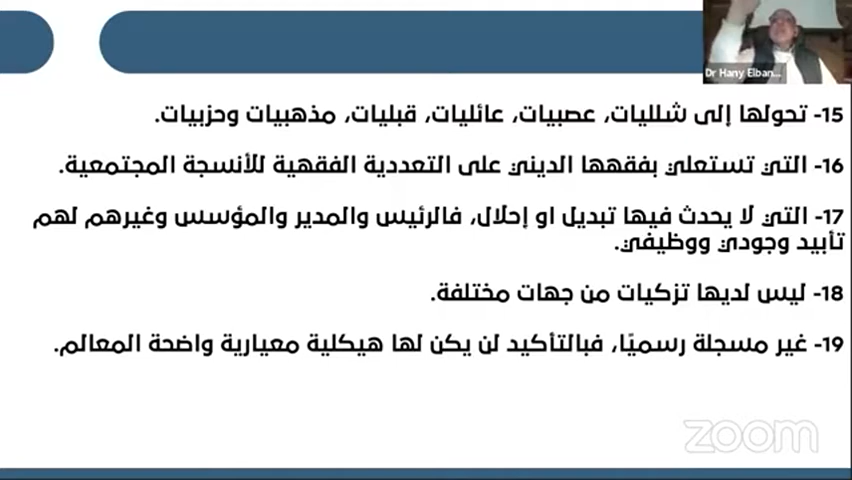 Dr Hany Elban...
15- تحولها إلى شلليات، عصبيات، عائليات، قبليات، مذهبيات وحزبيات.
16- التي تستعلي بفقهها الديني على التعددية الفقهية للأنسجة المجتمعية.
17- التي لا يحدث فيها تبديل او إحلال، فالرئيس والمدير والمؤسس وغيرهم لهم
تأبيد وجودي ووظيفي.
18- ليس لديها تزكيات من جهات مختلفة.
19- غير مسجلة رسميًا، فبالتأكيد لن يكن لها هيكلية معيارية واضحة المعالم.
zoom